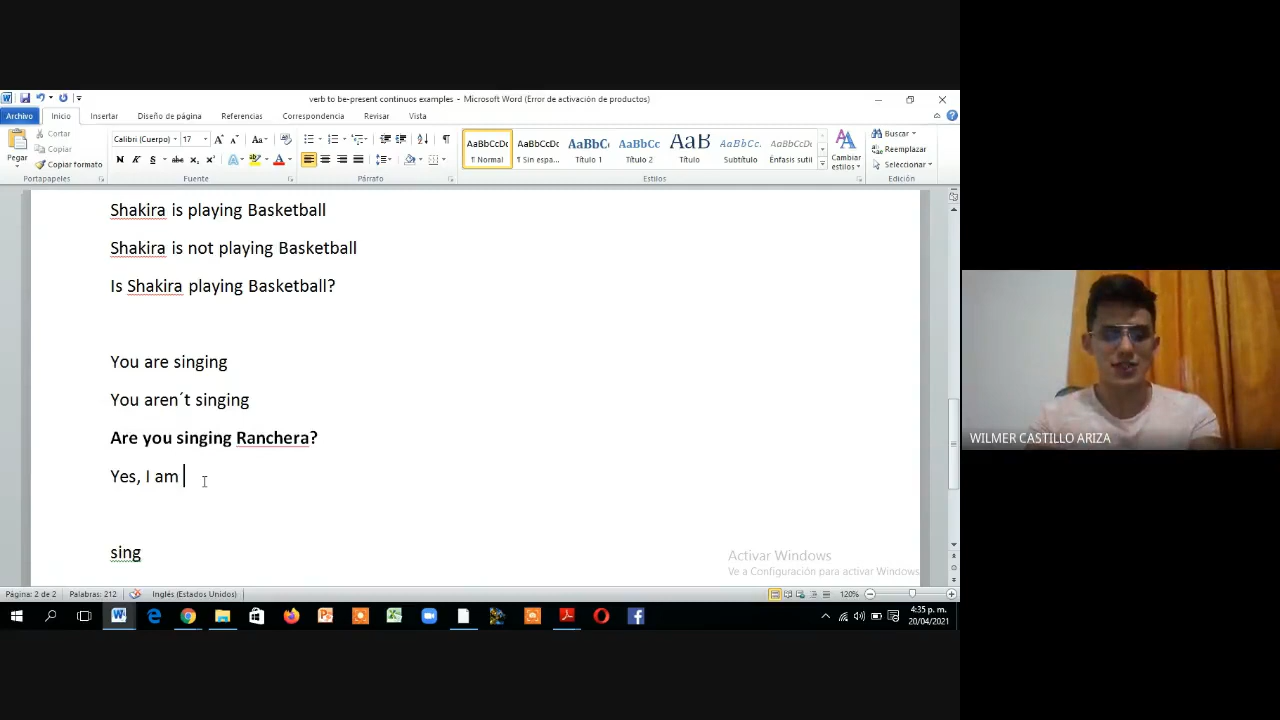 verb to be-present continuos examples - Microsoft Word (Error de activación de productos)
Archivo Inicio Insertar Diseño de página Referencias Correspondencia Revisar Vista
Pegar
Cortar
Copiar
Copiar formato
Portapapeles
Calibri (Cuerpo) 17
Fuente
Párrafo
AaBbCcDc AaBbCcDc AaBbC AaBbCc AaB AaBbCc. AaBbCcDc
¶ Normal ¶ Sin espa... Título 1 Título 2 Título Subtítulo Énfasis sutil
Cambiar estilos
Estilos
Buscar
Reemplazar
Seleccionar
Edición
Shakira is playing Basketball
Shakira is not playing Basketball
Is Shakira playing Basketball?
You are singing
You aren´t singing
Are you singing Ranchera?
Yes, I am
sing
Activar Windows
Ve a Configuración para activar Windows.
Página: 2 de 2 Palabras: 212 Inglés (Estados Unidos) 120%
4:35 p. m.
20/04/2021
WILMER CASTILLO ARIZA